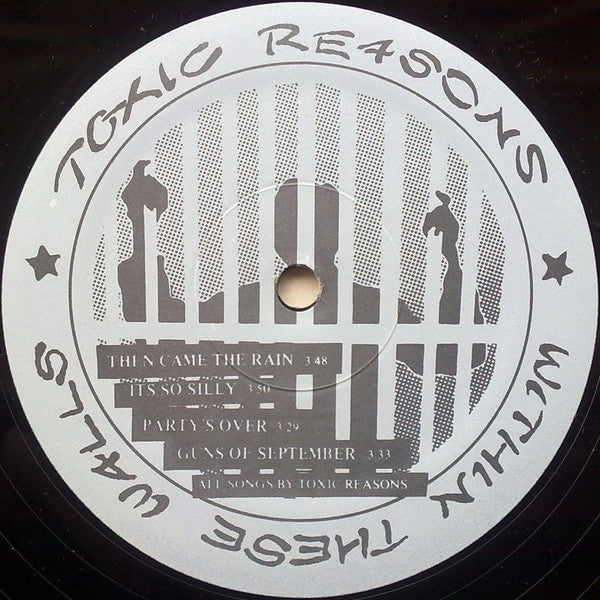 TOXIC REASONS
WITHIN THESE WALLS
THEN CAME THE RAIN 3:48
ITS SO SILLY 3:50
PARTY'S OVER 3:29
GUNS OF SEPTEMBER 3:33
ALL SONGS BY TOXIC REASONS